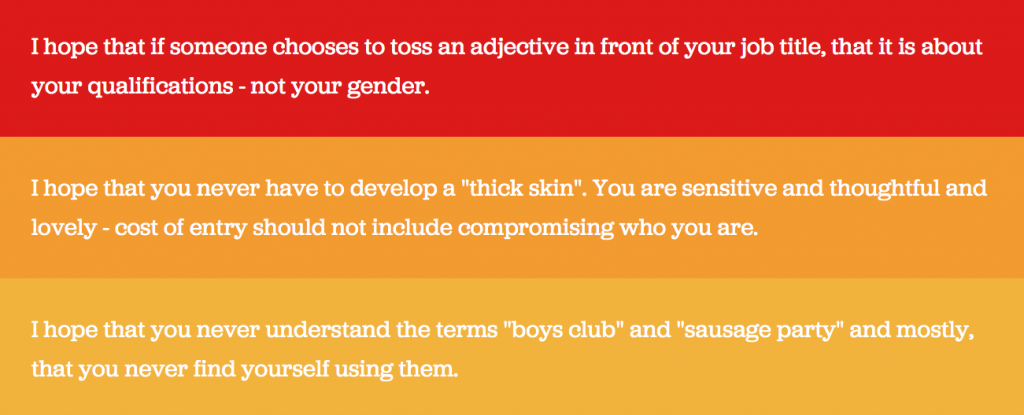 I hope that if someone chooses to toss an adjective in front of your job title, that it is about
your qualifications - not your gender.
I hope that you never have to develop a "thick skin". You are sensitive and thoughtful and
lovely - cost of entry should not include compromising who you are.
I hope that you never understand the terms "boys club" and "sausage party" and mostly,
that you never find yourself using them.